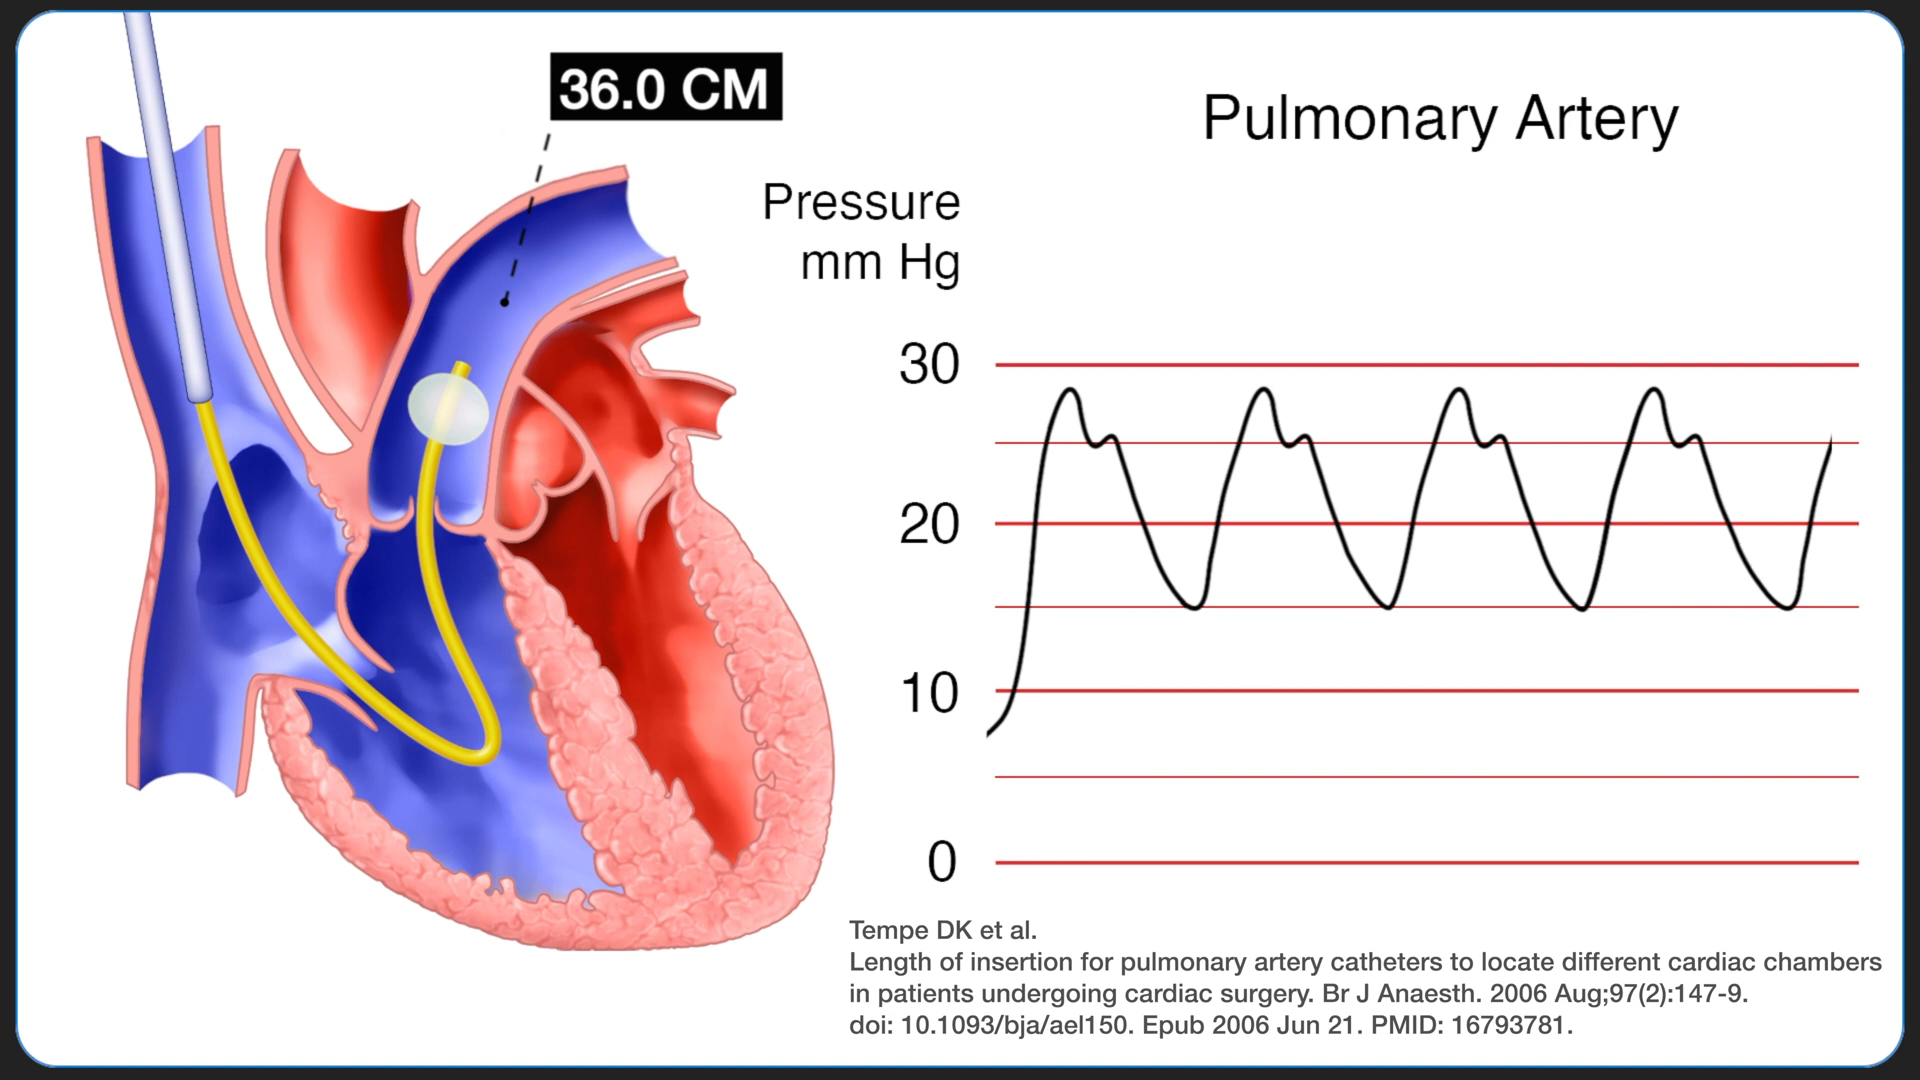 36.0 CM
Pulmonary Artery
Pressure
mm Hg
30
20
10
0
Tempe DK et al.
Length of insertion for pulmonary artery catheters to locate different cardiac chambers
in patients undergoing cardiac surgery. Br J Anaesth. 2006 Aug;97(2):147-9.
doi: 10.1093/bja/ael150. Epub 2006 Jun 21. PMID: 16793781.